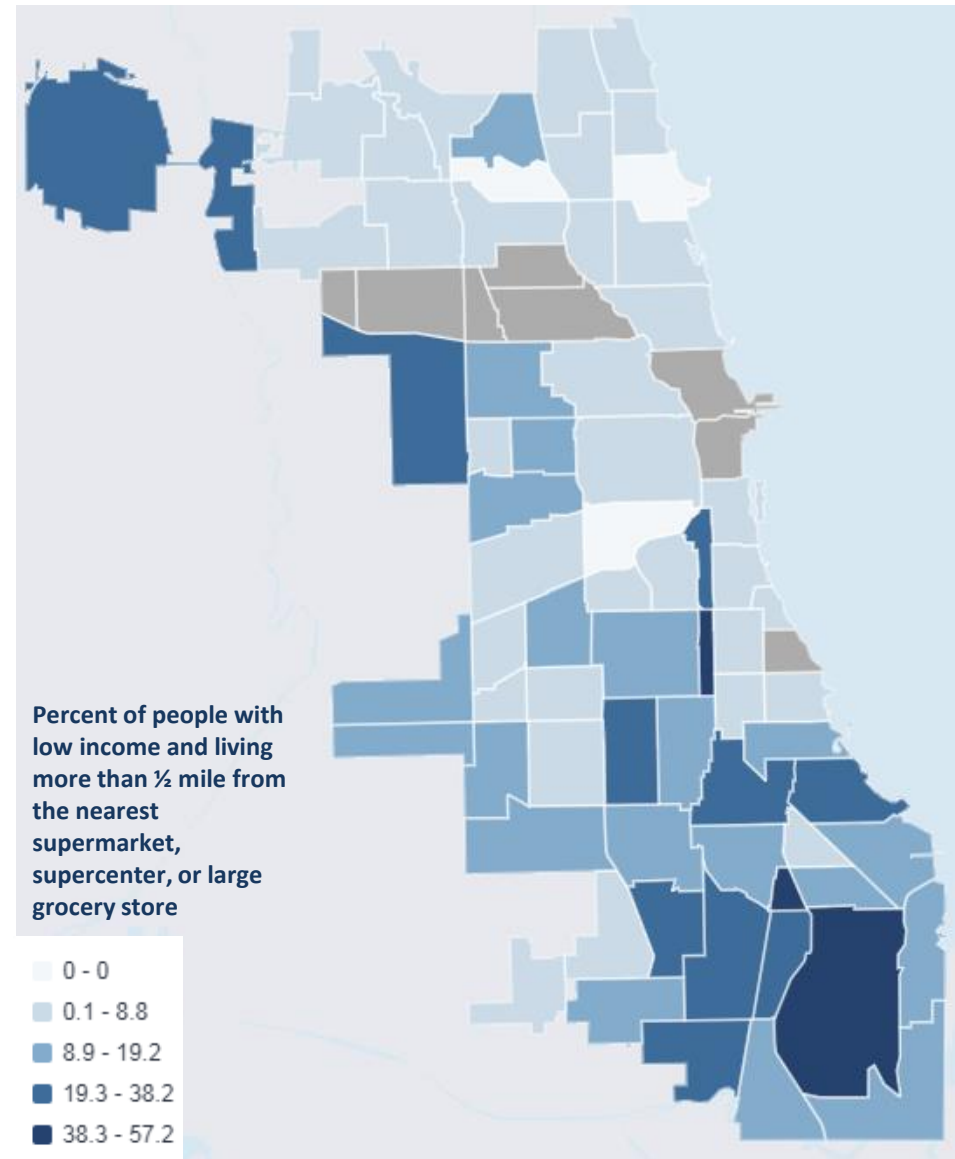 Percent of people with
low income and living
more than ½ mile from
the nearest
supermarket,
supercenter, or large
grocery store
0 - 0
0.1 - 8.8
8.9 - 19.2
19.3 - 38.2
38.3 - 57.2